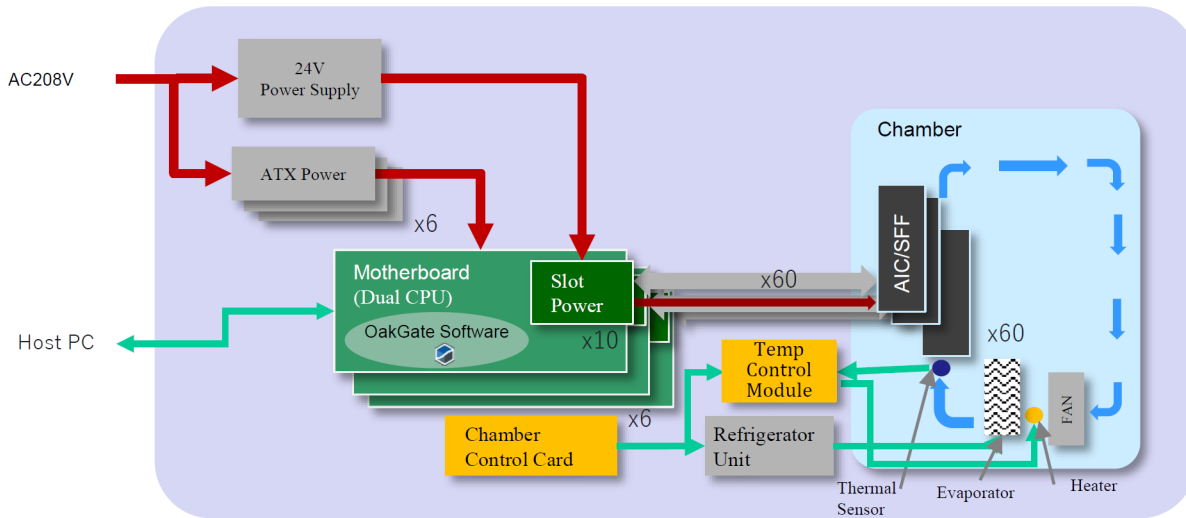 AC208V
24V
Power Supply
ATX Power
x6
Chamber
AIC/SFF
x60
Motherboard
(Dual CPU)
Slot
Power
x60
OakGate Software
x10
Host PC
x6
Temp
Control
Module
FAN
Chamber
Control Card
Refrigerator
Unit
Thermal
Sensor
Evaporator
Heater